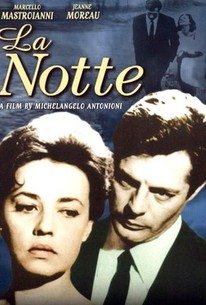 MARCELLO JEANNE
MASTROIANNI MOREAU
La
NOTTE
A FILM BY MICHELANGELO ANTONIONI